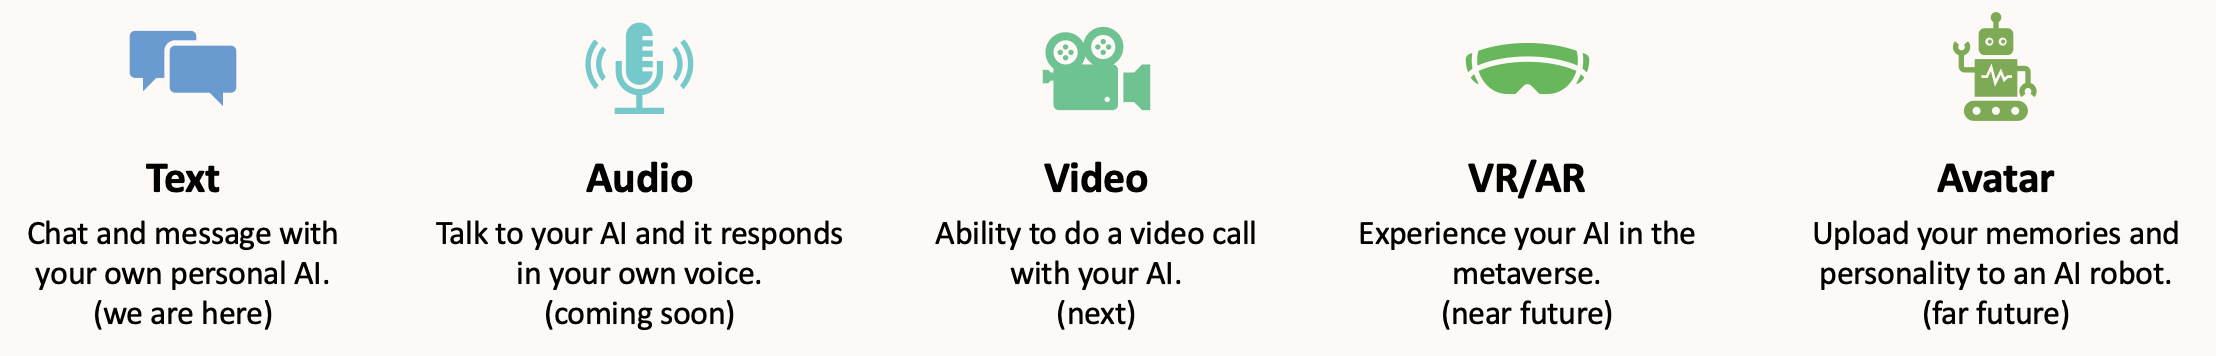 Text
Chat and message with
your own personal AI.
(we are here)
Audio
Talk to your AI and it responds
in your own voice.
(coming soon)
Video
Ability to do a video call
with your AI.
(next)
VR/AR
Experience your AI in the
metaverse.
(near future)
Avatar
Upload your memories and
personality to an AI robot.
(far future)